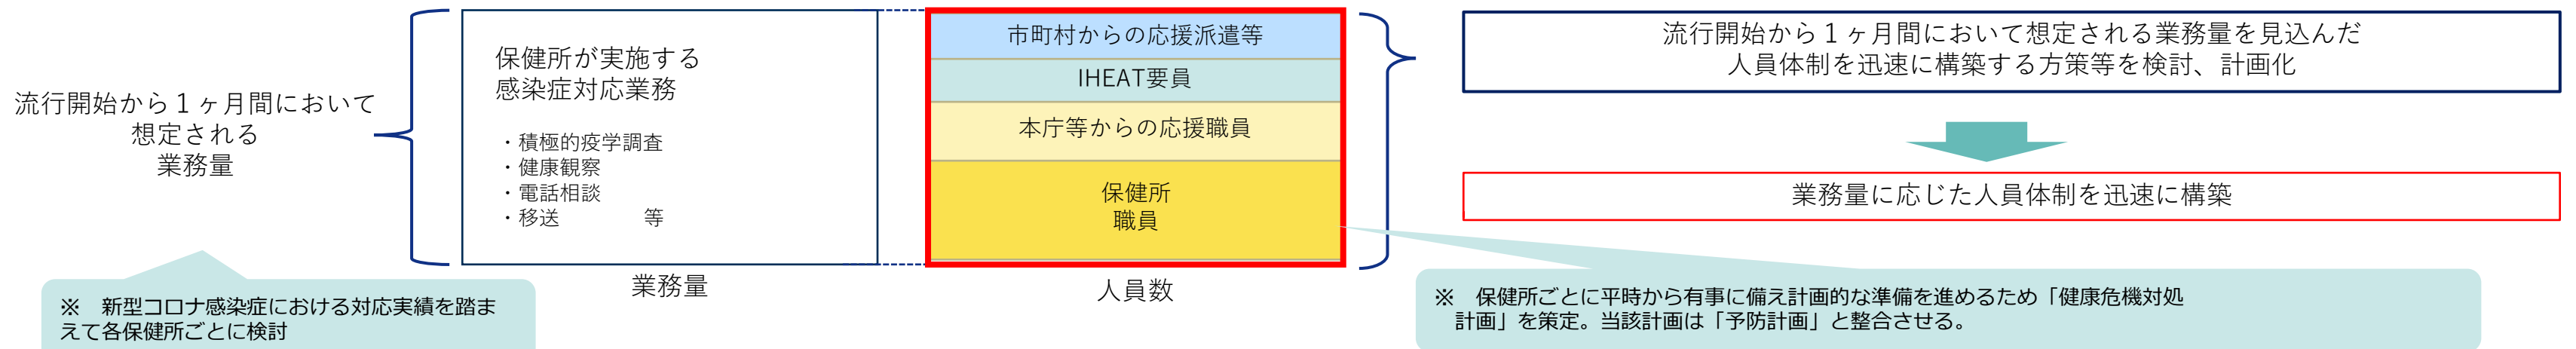 流行開始から１ヶ月間において
想定される
業務量
保健所が実施する
感染症対応業務
・積極的疫学調査
・健康観察
・電話相談
・移送　　　　等
業務量
市町村からの応援派遣等
IHEAT要員
本庁等からの応援職員
保健所
職員
人員数
流行開始から１ヶ月間において想定される業務量を見込んだ
人員体制を迅速に構築する方策等を検討、計画化
業務量に応じた人員体制を迅速に構築
※　新型コロナ感染症における対応実績を踏ま
えて各保健所ごとに検討
※　保健所ごとに平時から有事に備え計画的な準備を進めるため「健康危機対処
計画」を策定。当該計画は「予防計画」と整合させる。